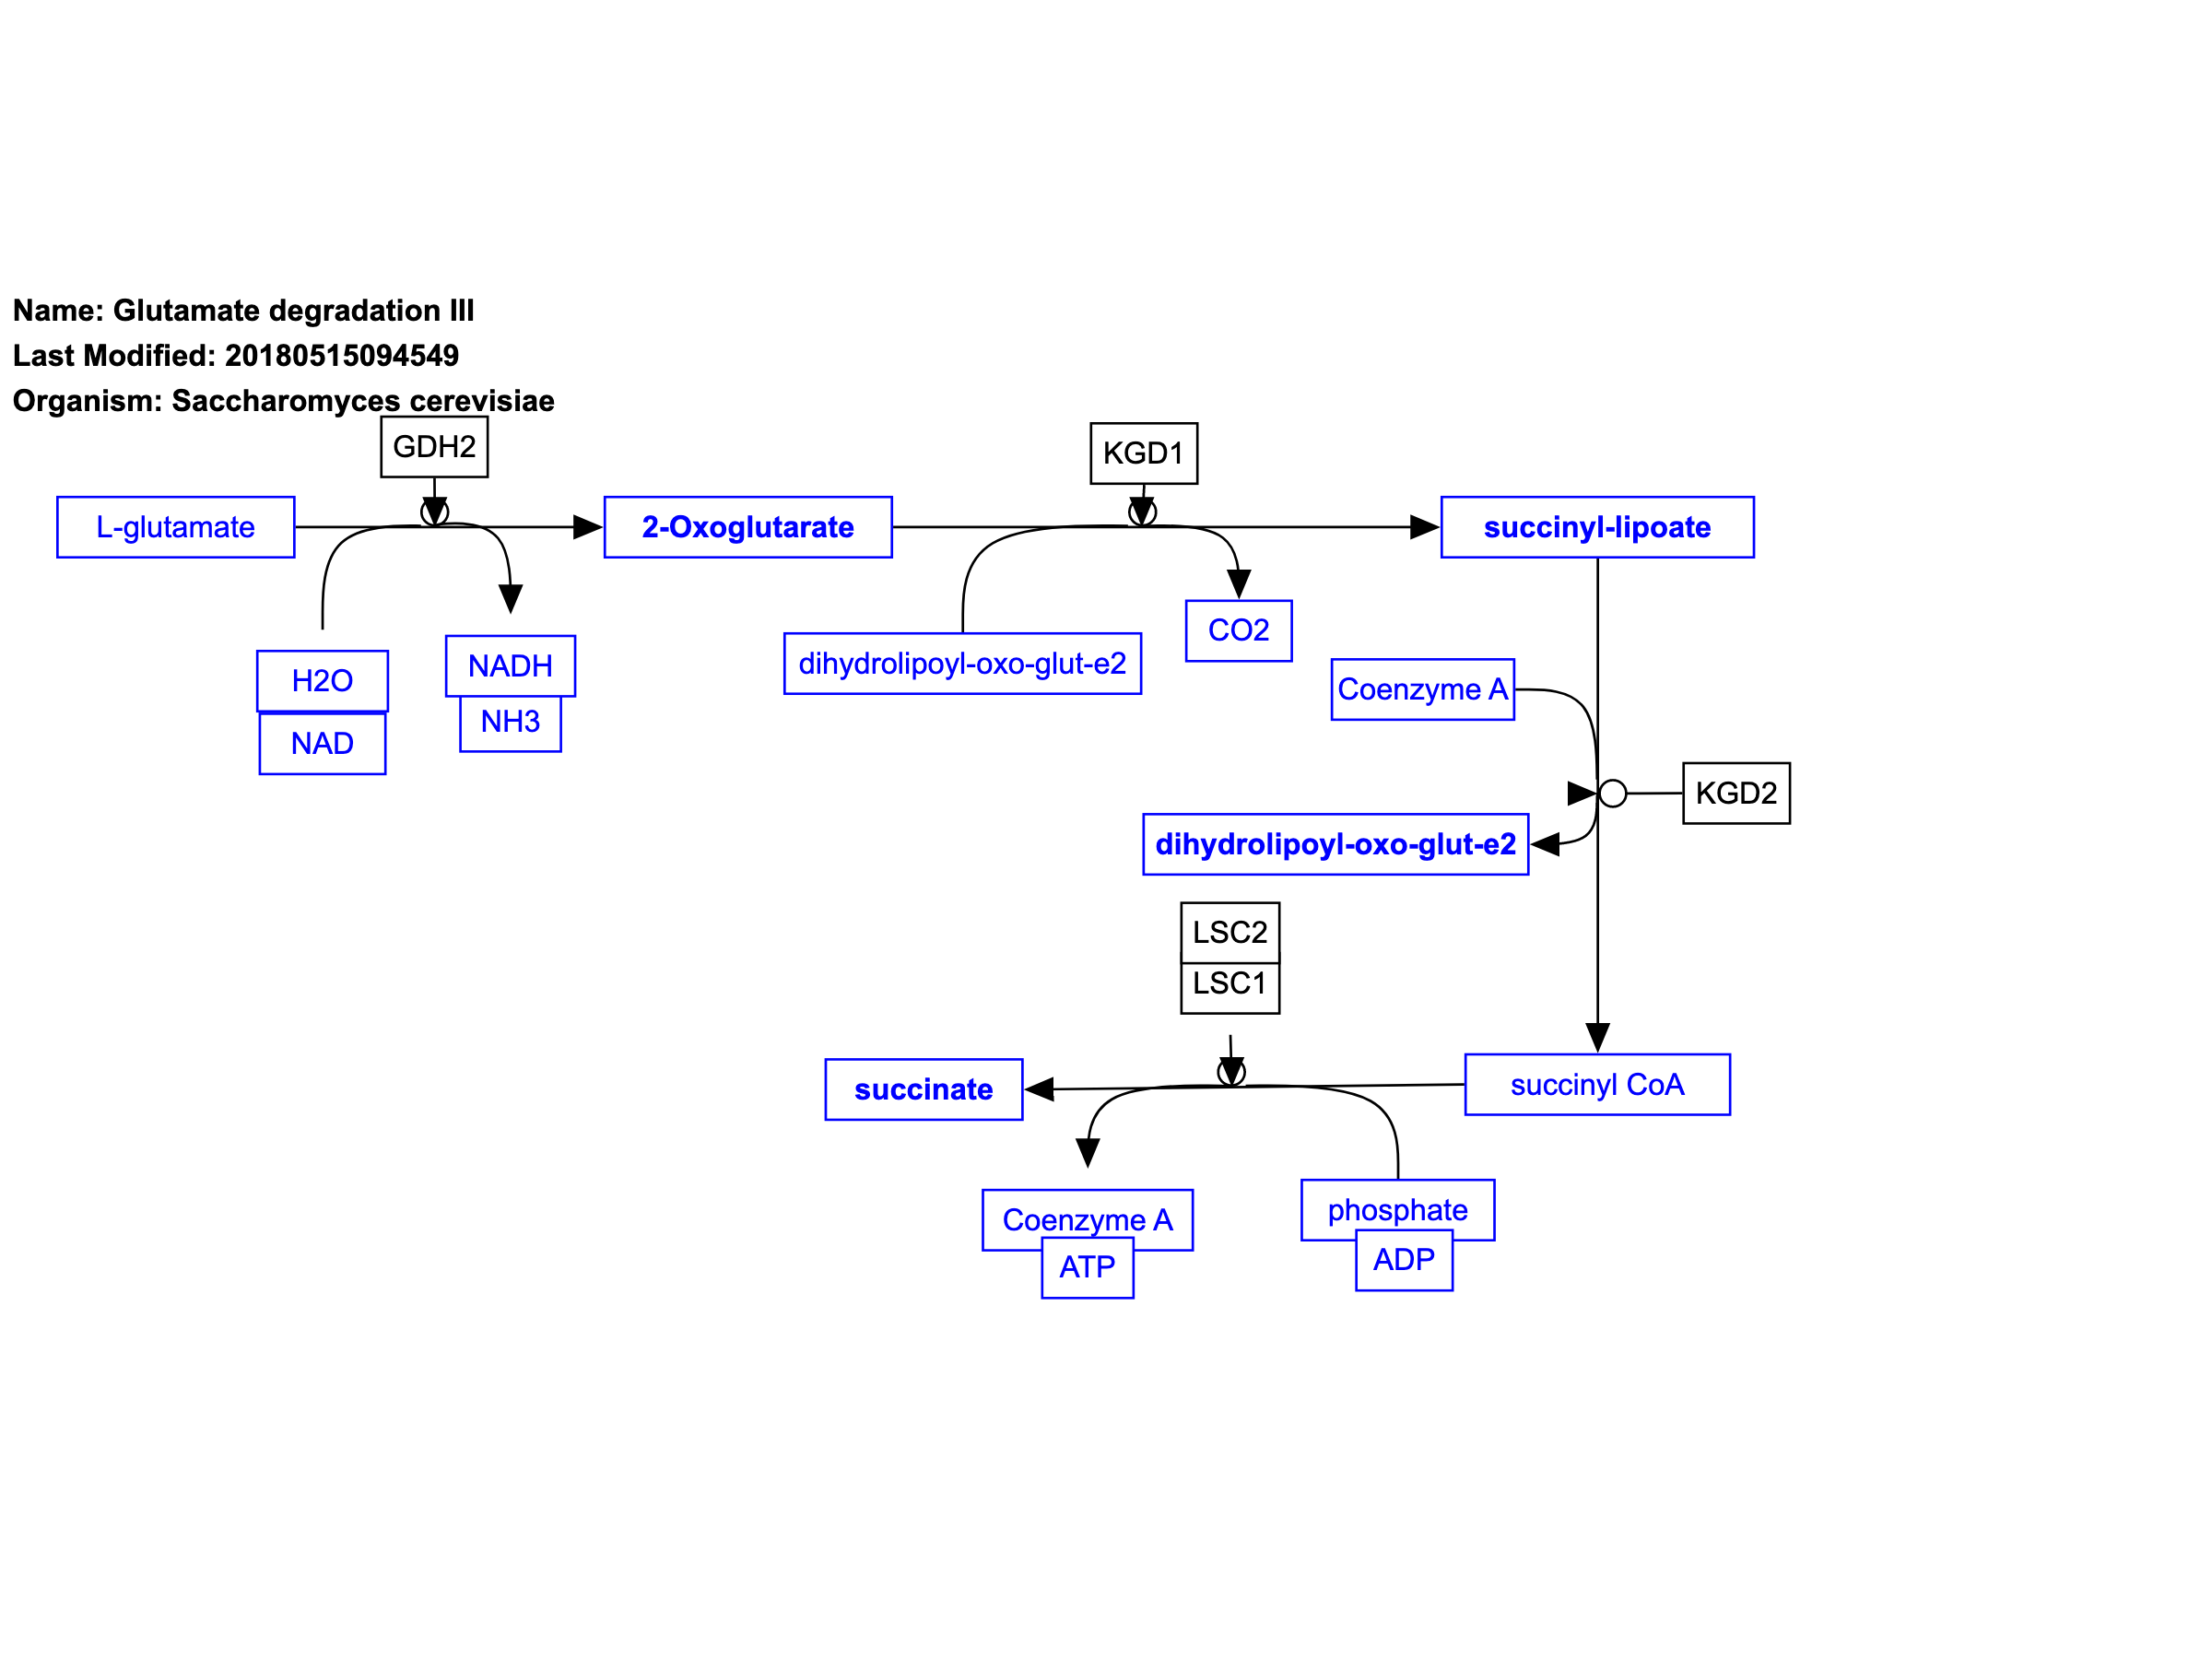 Name: Glutamate degradation III
Last Modified: 20180515094549
Organism: Saccharomyces cerevisiae
GDH2
KGD1
L-glutamate
2-Oxoglutarate
succinyl-lipoate
CO2
dihydrolipoyl-oxo-glut-e2
H2O
NADH
Coenzyme A
NH3
NAD
KGD2
dihydrolipoyl-oxo-glut-e2
LSC2
LSC1
succinate
succinyl CoA
Coenzyme A
phosphate
ATP
ADP